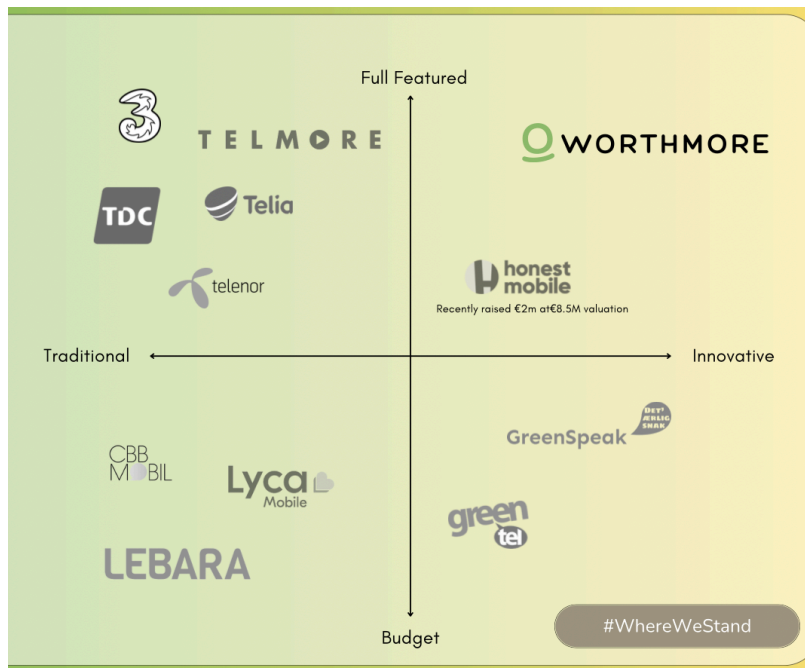 Full Featured
3
TELMORE
WORTHMORE
TDC
Telia
telenor
honest
mobile
Recently raised €2m at€8.5M valuation
Traditional
Innovative
DET'
ÆRLIG
SNAK
GreenSpeak
CBB
MOBIL
Lyca
Mobile
green
tel
LEBARA
#WhereWeStand
Budget